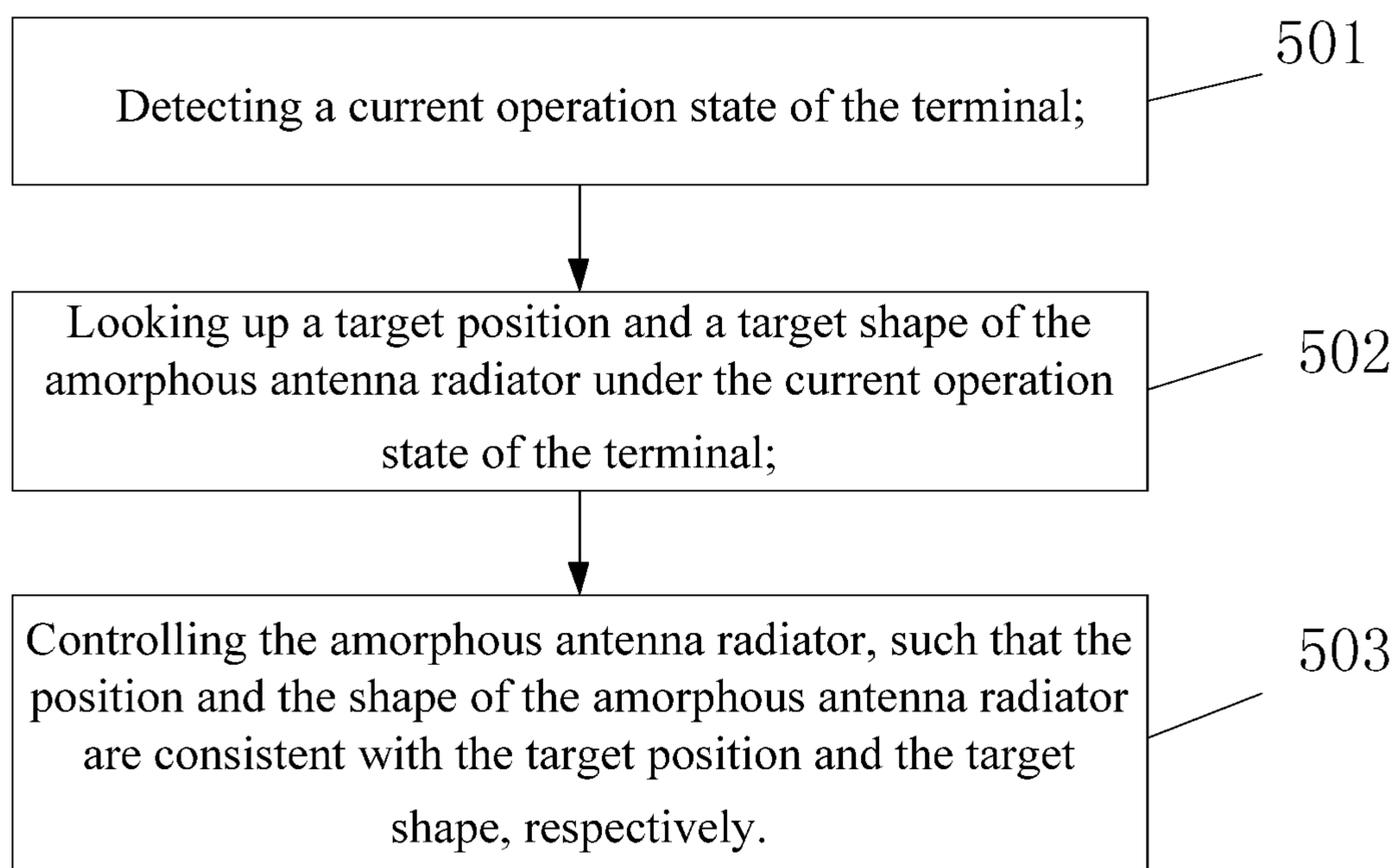 501
Detecting a current operation state of the terminal;
Looking up a target position and a target shape of the
amorphous antenna radiator under the current operation
state of the terminal;
502
Controlling the amorphous antenna radiator, such that the
position and the shape of the amorphous antenna radiator
are consistent with the target position and the target
shape, respectively.
503